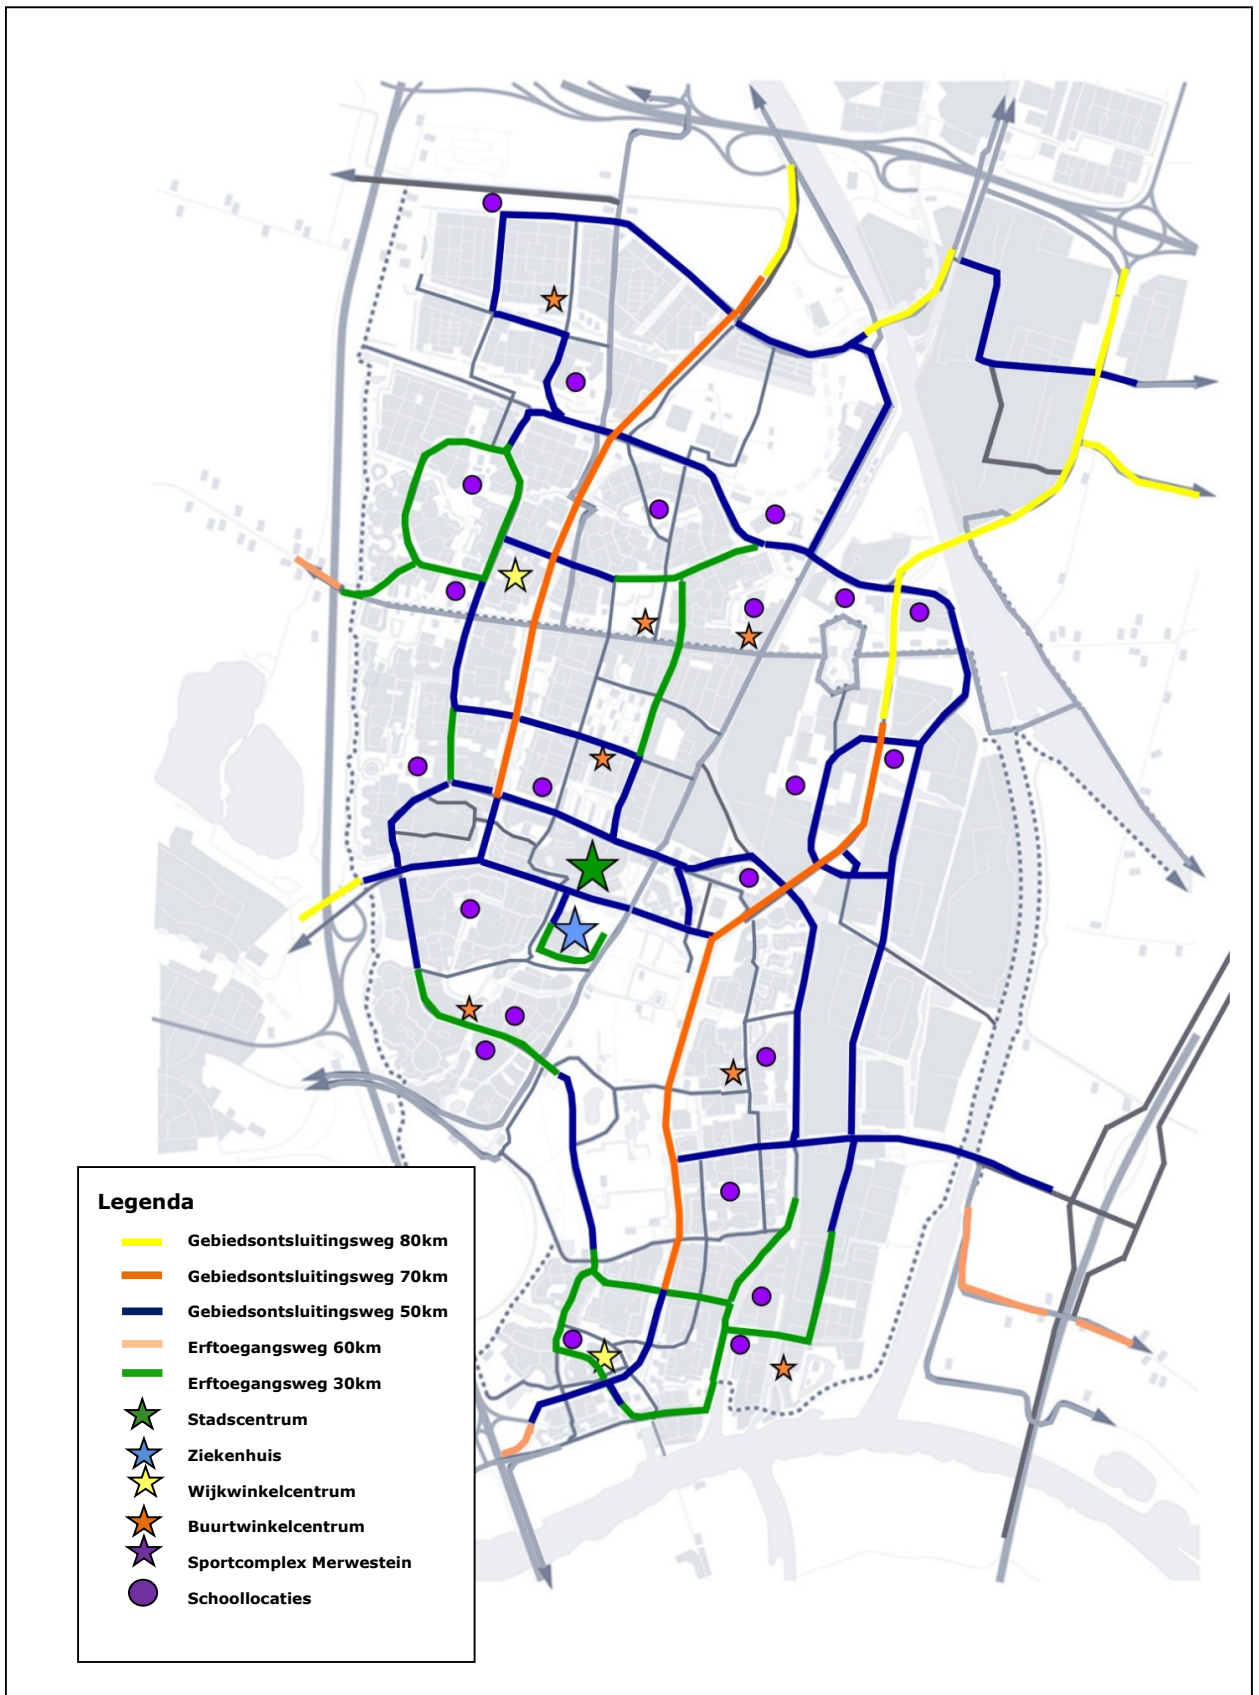 Legenda
Gebiedsontsluitingsweg 80km
Gebiedsontsluitingsweg 70km
Gebiedsontsluitingsweg 50km
Erftoegangsweg 60km
Erftoegangsweg 30km
Stadscentrum
Ziekenhuis
Wijkwinkelcentrum
Buurtwinkelcentrum
Sportcomplex Merwestein
Schoollocaties